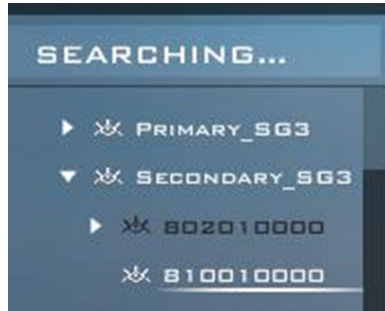 SEARCHING...
PRIMARY_SG3
SECONDARY_SG3
802010000
810010000